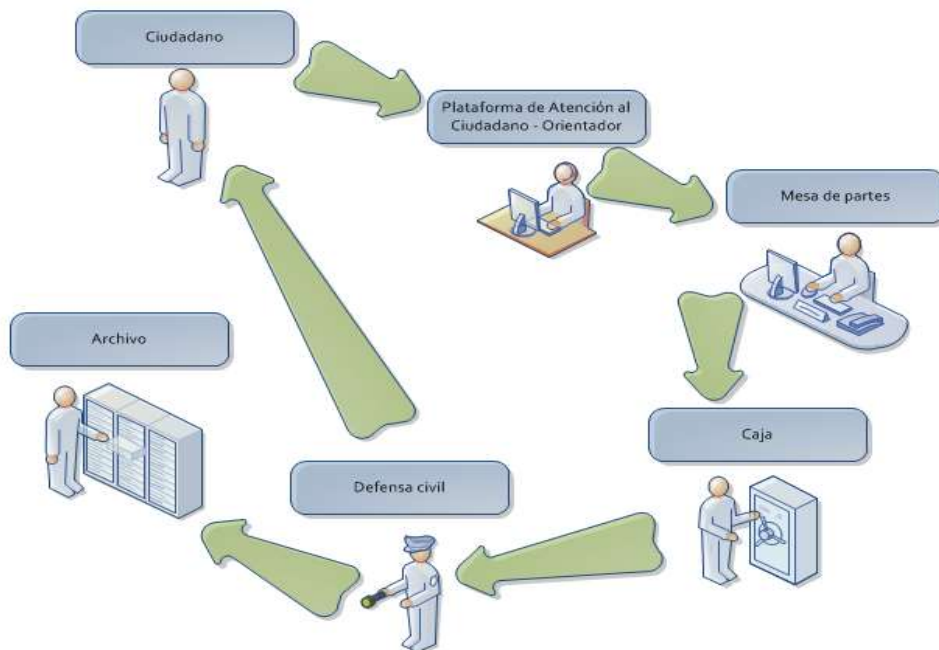 Ciudadano
Plataforma de Atención al
Ciudadano - Orientador
Mesa de partes
Caja
Defensa civil
Archivo